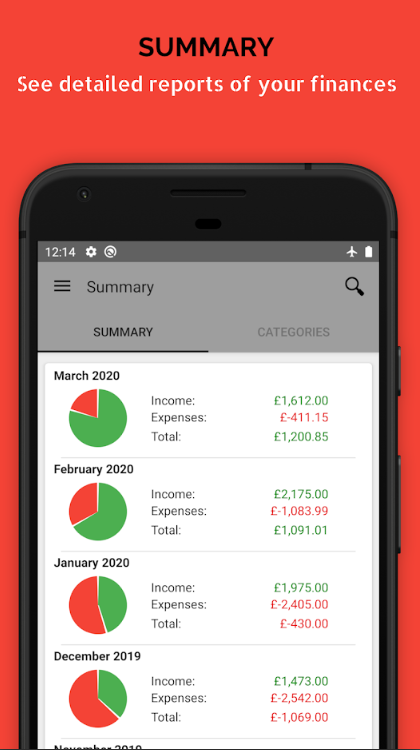 SUMMARY
See detailed reports of your finances
12:14
Summary
SUMMARY CATEGORIES
March 2020
Income: £1,612.00
Expenses: £-411.15
Total: £1,200.85
February 2020
Income: £2,175.00
Expenses: £-1,083.99
Total: £1,091.01
January 2020
Income: £1,975.00
Expenses: £-2,405.00
Total: £-430.00
December 2019
Income: £1,473.00
Expenses: £-2,542.00
Total: £-1,069.00
November 2019